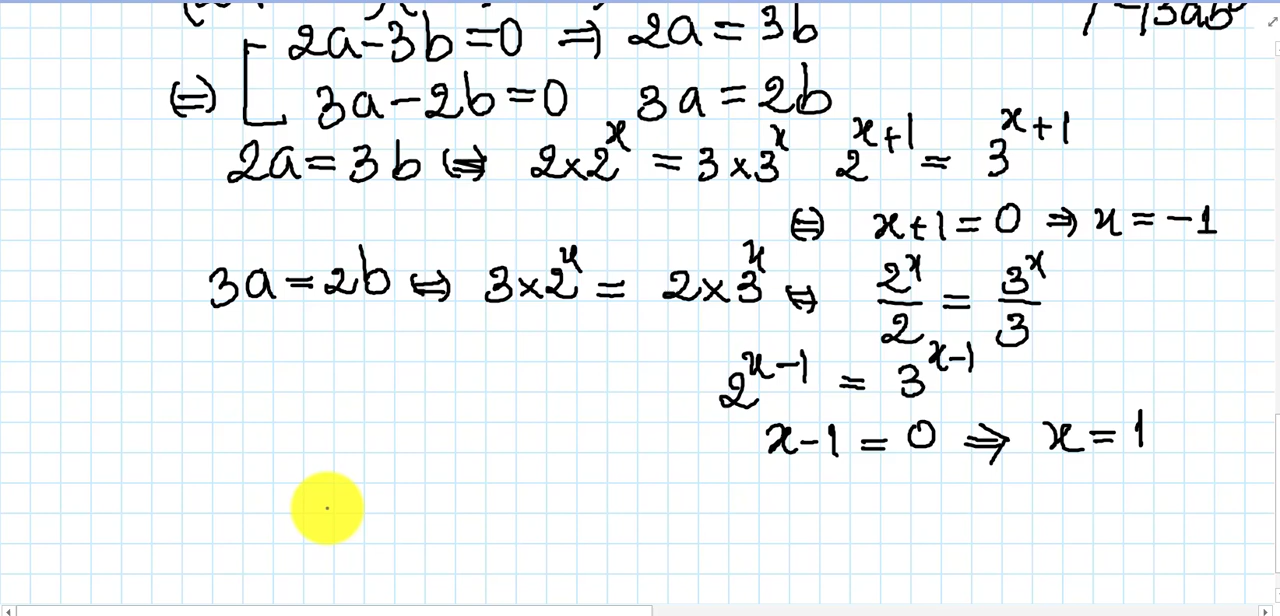 2a-3b=0 ⇒ 2a = 3b
⇔ [ 3a-2b=0 3a = 2b
2a=3b ⇔ 2×2^x = 3×3^x 2^{x+1} = 3^{x+1}
⇔ x+1=0 ⇒ x=-1
3a=2b ⇔ 3×2^x = 2×3^x ⇔ 2^x/2 = 3^x/3
2^{x-1} = 3^{x-1}
x-1=0 ⇒ x=1